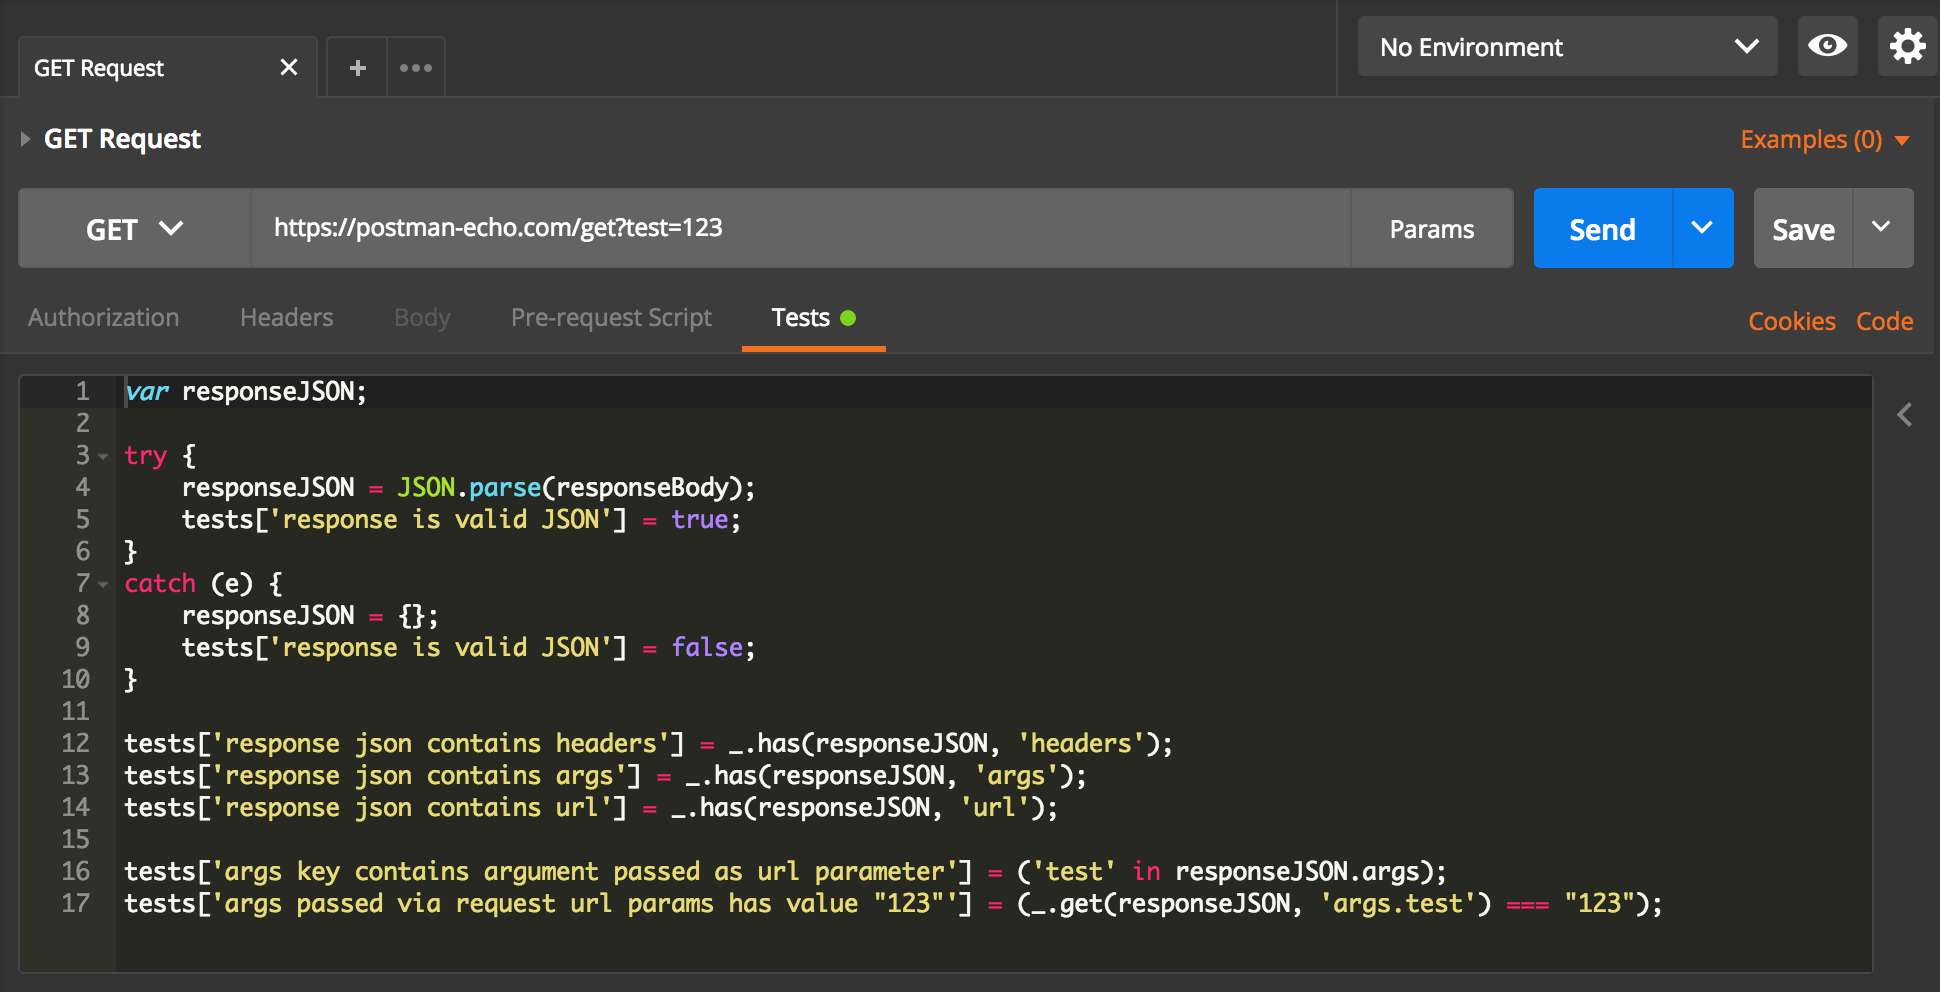 GET Request
No Environment
GET Request
Examples (0)
GET
https://postman-echo.com/get?test=123
Params
Send
Save
Authorization
Headers
Body
Pre-request Script
Tests
Cookies
Code
1 var responseJSON;
2
3 try {
4     responseJSON = JSON.parse(responseBody);
5     tests['response is valid JSON'] = true;
6 }
7 catch (e) {
8     responseJSON = {};
9     tests['response is valid JSON'] = false;
10 }
11
12 tests['response json contains headers'] = _.has(responseJSON, 'headers');
13 tests['response json contains args'] = _.has(responseJSON, 'args');
14 tests['response json contains url'] = _.has(responseJSON, 'url');
15
16 tests['args key contains argument passed as url parameter'] = ('test' in responseJSON.args);
17 tests['args passed via request url params has value "123"'] = (_.get(responseJSON, 'args.test') === "123");